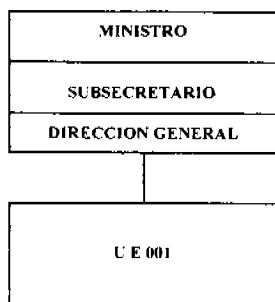 MINISTRO
SUBSECRETARIO
DIRECCION GENERAL
U E 001